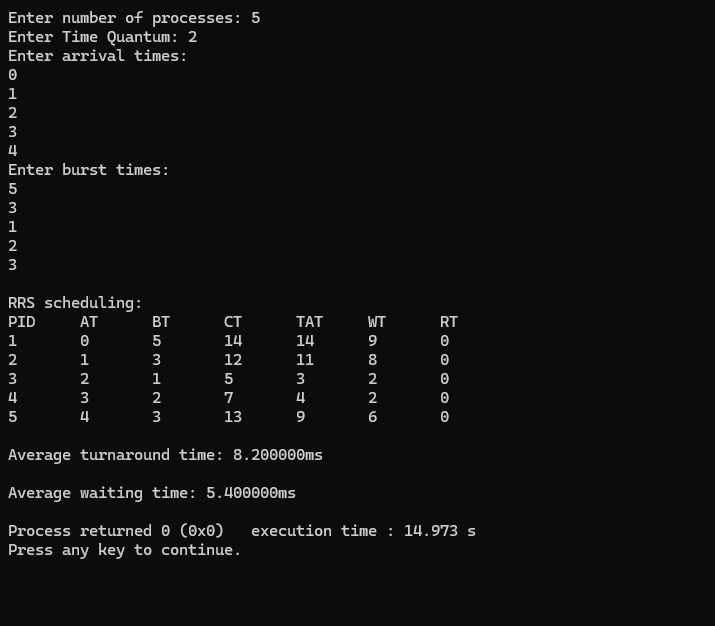 Enter number of processes: 5
Enter Time Quantum: 2
Enter arrival times:
0
1
2
3
4
Enter burst times:
5
3
1
2
3
RRS scheduling:
PID AT BT CT TAT WT RT
1 0 5 14 14 9 0
2 1 3 12 11 8 0
3 2 1 5 3 2 0
4 3 2 7 4 2 0
5 4 3 13 9 6 0
Average turnaround time: 8.200000ms
Average waiting time: 5.400000ms
Process returned 0 (0x0)   execution time : 14.973 s
Press any key to continue.